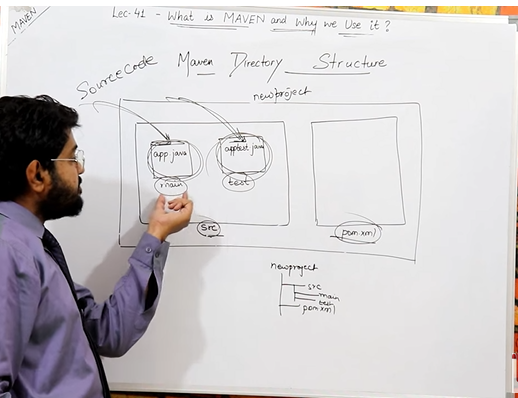 MAVEN
Lec-41 - What is MAVEN and Why we Use it?
Maven Directory Structure
Sourcecode
newproject
app.java
apptest.java
main
test
src
pom.xml
newproject
src
main
test
pom.xml